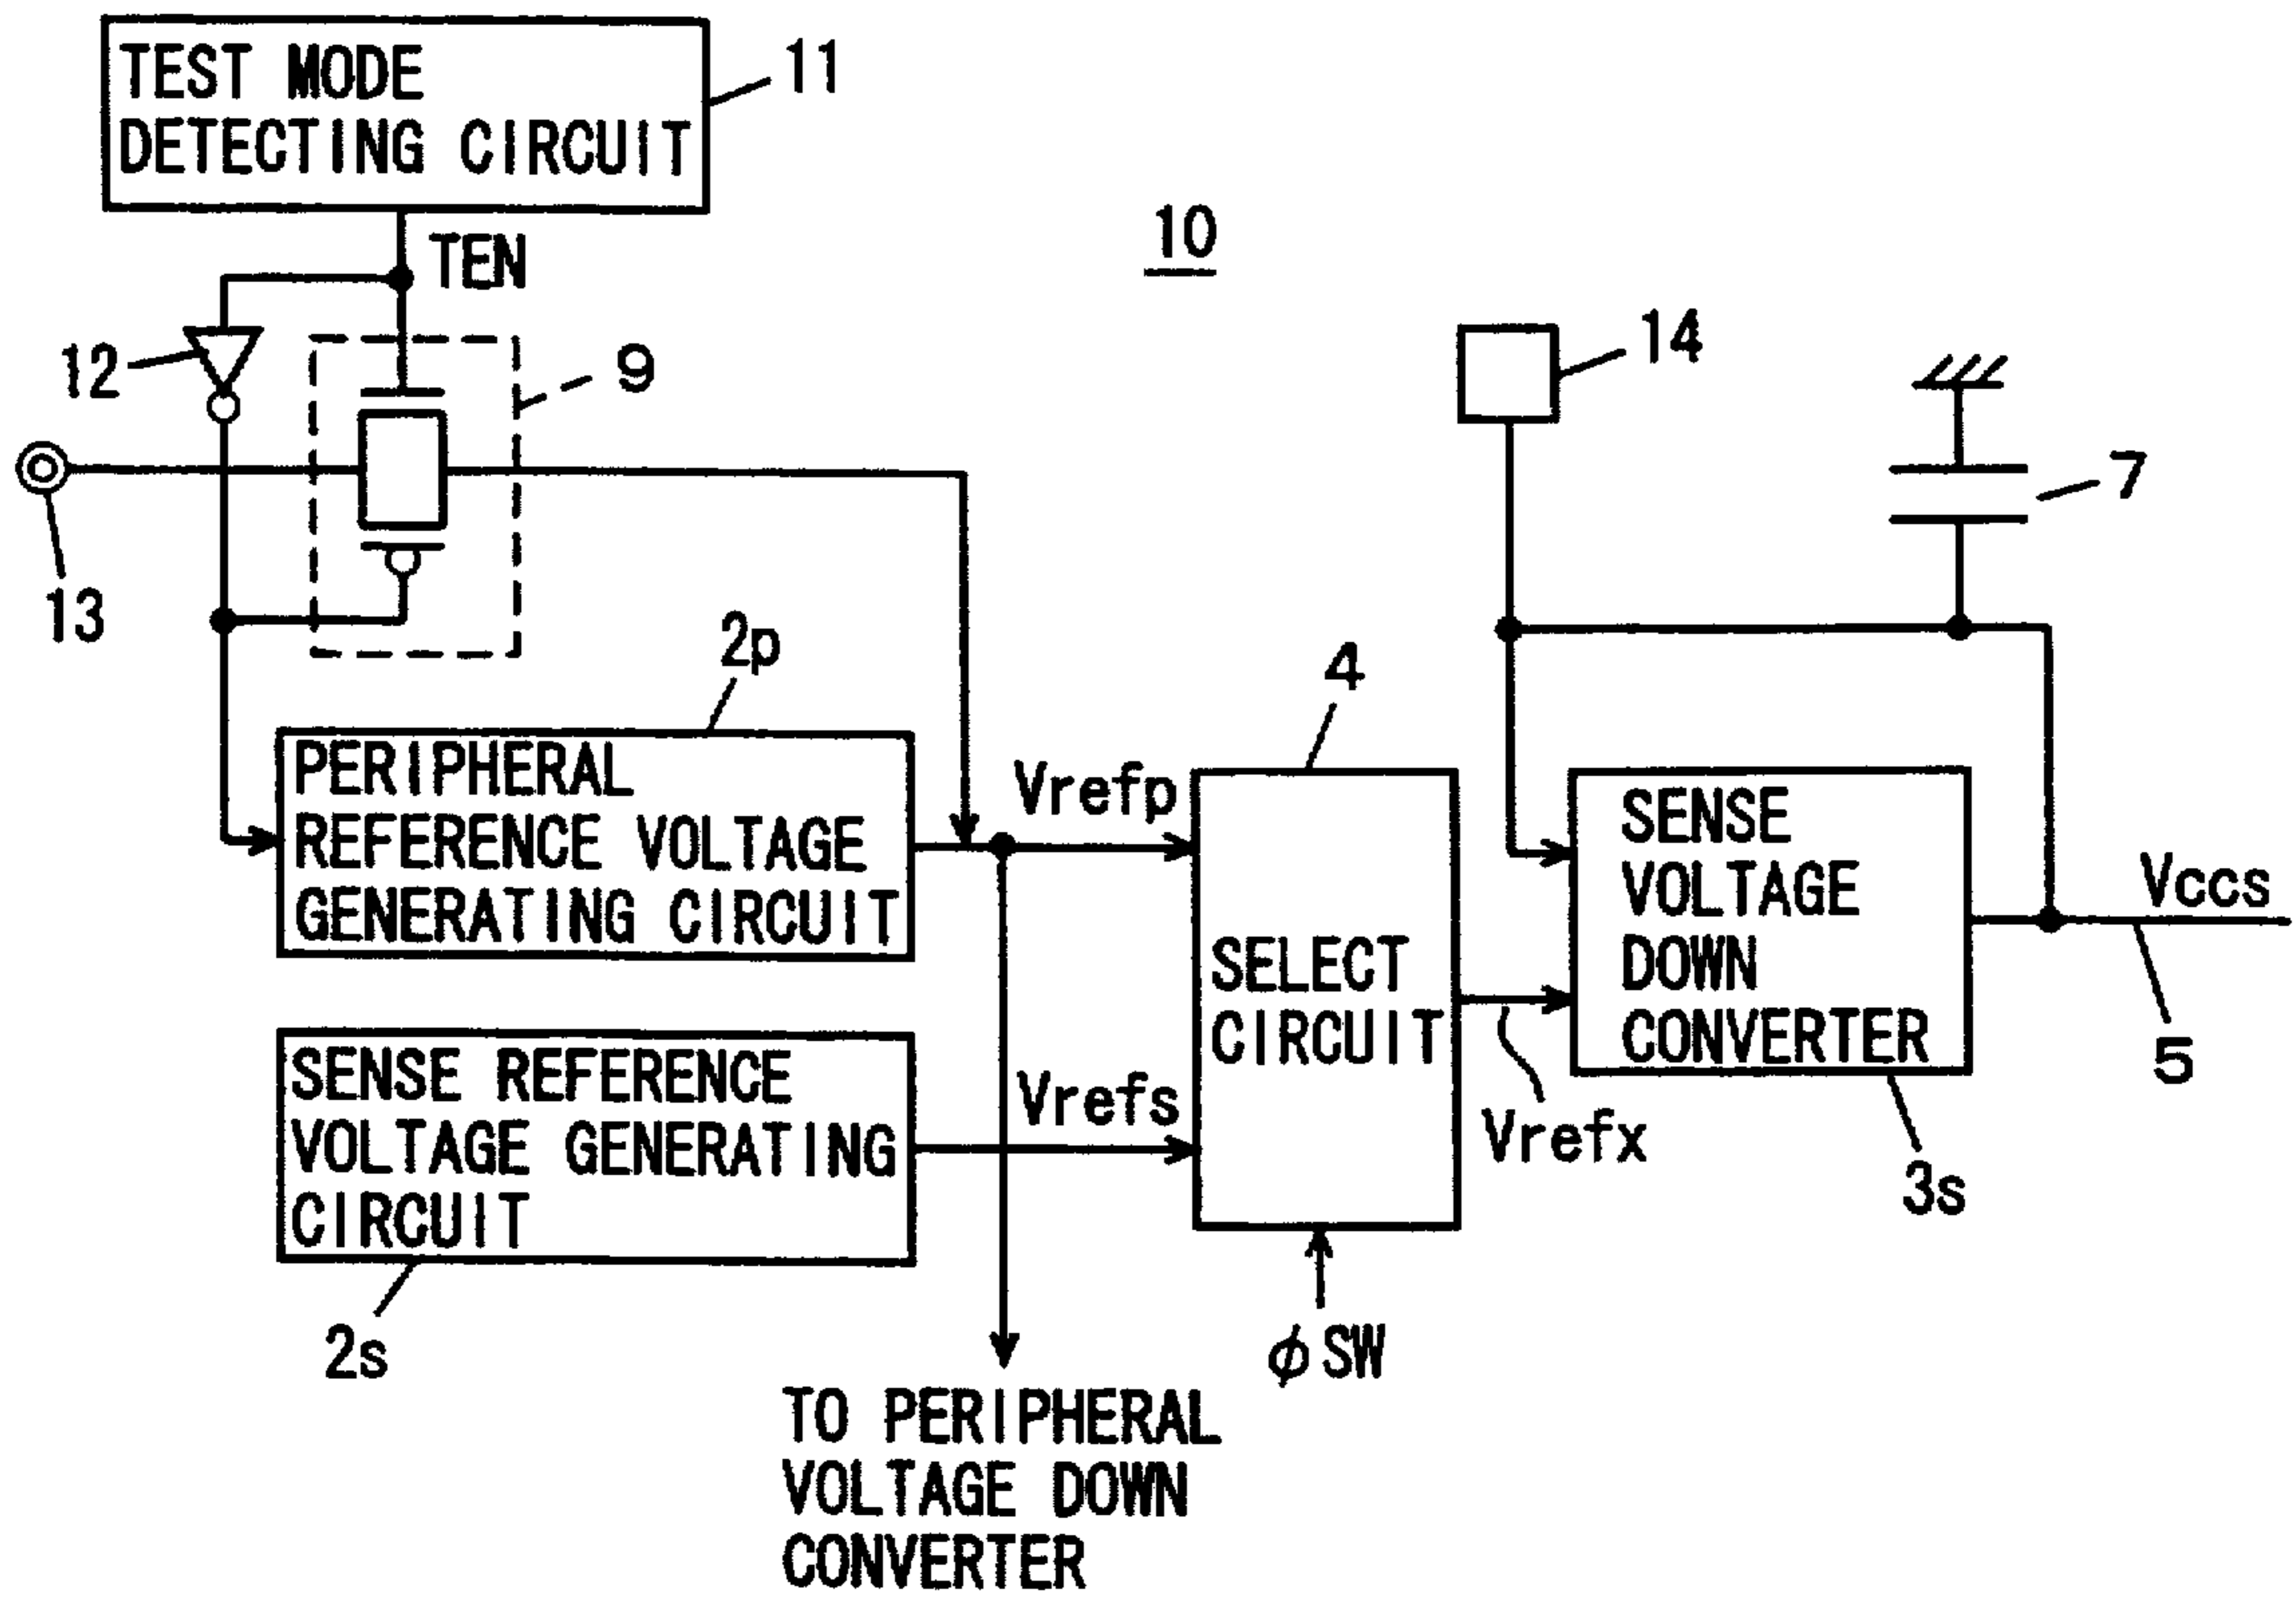 TEST MODE
DETECTING CIRCUIT
11
TEN
10
12
9
14
7
13
2p
4
PERIPHERAL
REFERENCE VOLTAGE
GENERATING CIRCUIT
Vrefp
SENSE
VOLTAGE
DOWN
CONVERTER
Vccs
SELECT
CIRCUIT
5
SENSE REFERENCE
VOLTAGE GENERATING
CIRCUIT
Vrefs
Vrefx
3s
2s
φSW
TO PERIPHERAL
VOLTAGE DOWN
CONVERTER